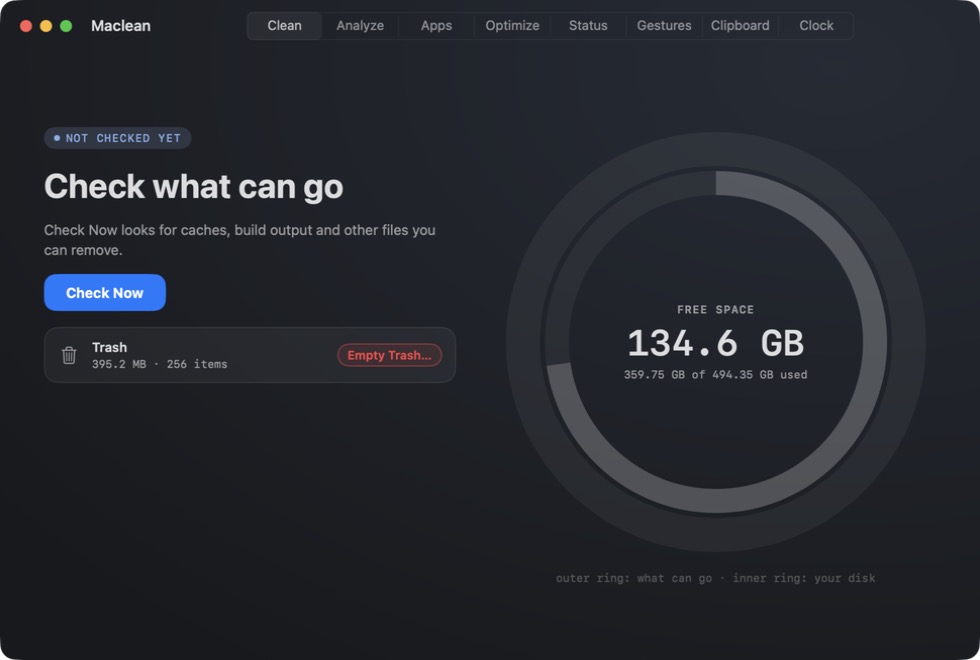 Maclean
Clean
Analyze
Apps
Optimize
Status
Gestures
Clipboard
Clock
NOT CHECKED YET
Check what can go
Check Now looks for caches, build output and other files you
can remove.
Check Now
Trash
395.2 MB · 256 items
Empty Trash...
FREE SPACE
134.6 GB
359.75 GB of 494.35 GB used
outer ring: what can go · inner ring: your disk